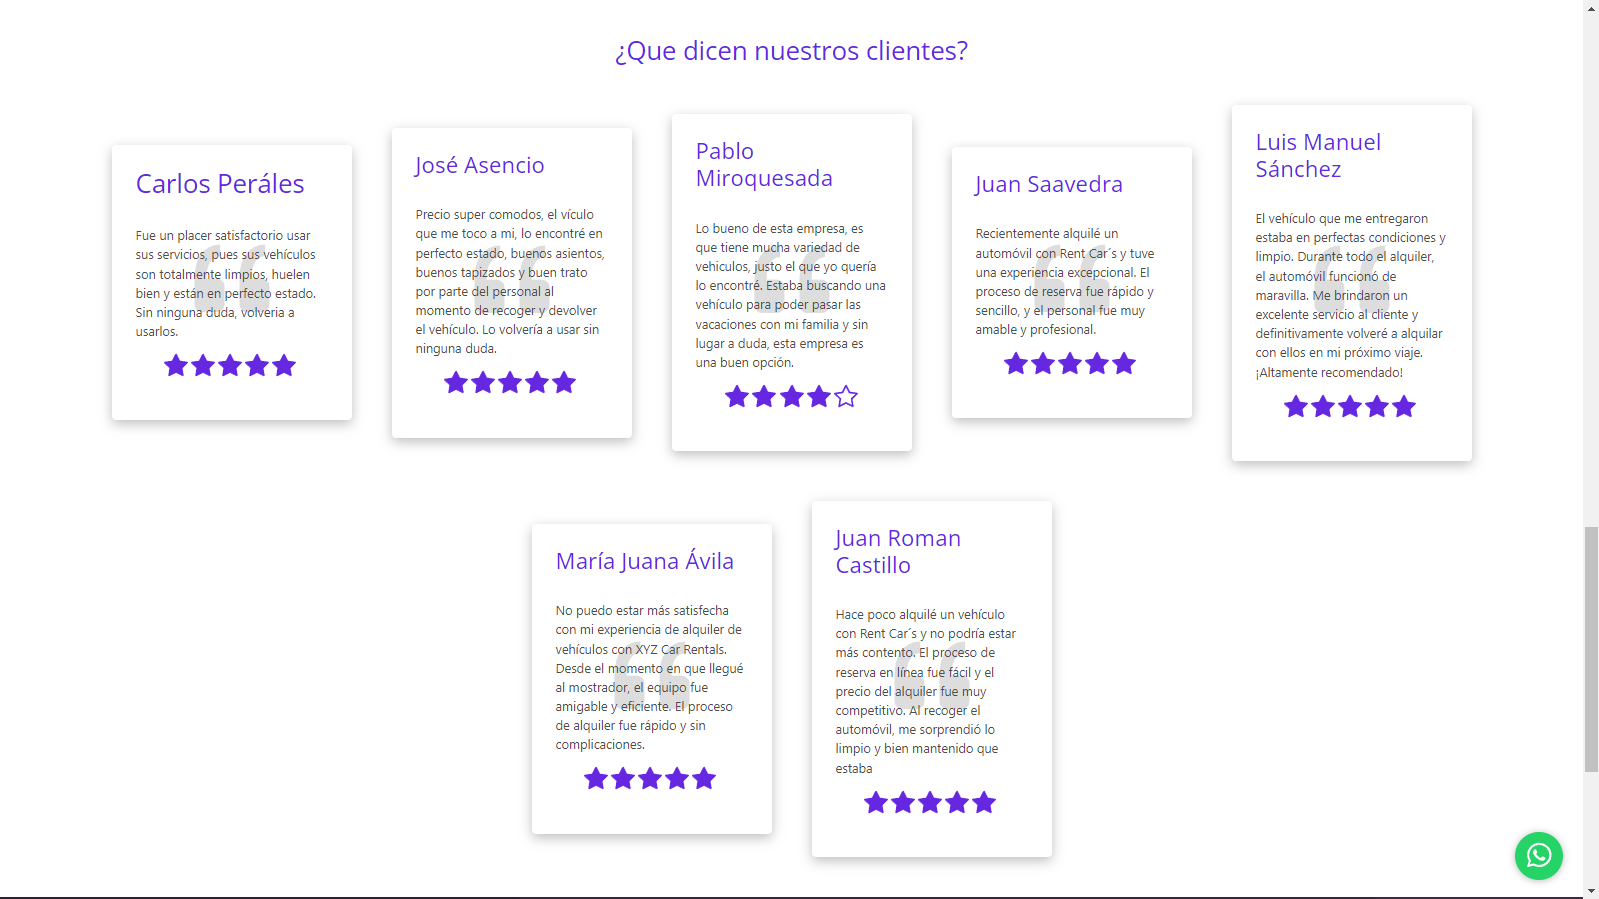 ¿Que dicen nuestros clientes?
Carlos Peráles
Fue un placer satisfactorio usar
sus servicios, pues sus vehículos
son totalmente limpios, huelen
bien y están en perfecto estado.
Sin ninguna duda, volveria a
usarlos.
José Asencio
Precio super comodos, el vículo
que me toco a mi, lo encontré en
perfecto estado, buenos asientos,
buenos tapizados y buen trato
por parte del personal al
momento de recoger y devolver
el vehículo. Lo volvería a usar sin
ninguna duda.
Pablo
Miroquesada
Lo bueno de esta empresa, es
que tiene mucha variedad de
vehiculos, justo el que yo quería
lo encontré. Estaba buscando una
vehículo para poder pasar las
vacaciones con mi familia y sin
lugar a duda, esta empresa es
una buen opción.
Juan Saavedra
Recientemente alquilé un
automóvil con Rent Car´s y tuve
una experiencia excepcional. El
proceso de reserva fue rápido y
sencillo, y el personal fue muy
amable y profesional.
Luis Manuel
Sánchez
El vehículo que me entregaron
estaba en perfectas condiciones y
limpio. Durante todo el alquiler,
el automóvil funcionó de
maravilla. Me brindaron un
excelente servicio al cliente y
definitivamente volveré a alquilar
con ellos en mi próximo viaje.
¡Altamente recomendado!
María Juana Ávila
No puedo estar más satisfecha
con mi experiencia de alquiler de
vehículos con XYZ Car Rentals.
Desde el momento en que llegué
al mostrador, el equipo fue
amigable y eficiente. El proceso
de alquiler fue rápido y sin
complicaciones.
Juan Roman
Castillo
Hace poco alquilé un vehículo
con Rent Car´s y no podría estar
más contento. El proceso de
reserva en línea fue fácil y el
precio del alquiler fue muy
competitivo. Al recoger el
automóvil, me sorprendió lo
limpio y bien mantenido que
estaba